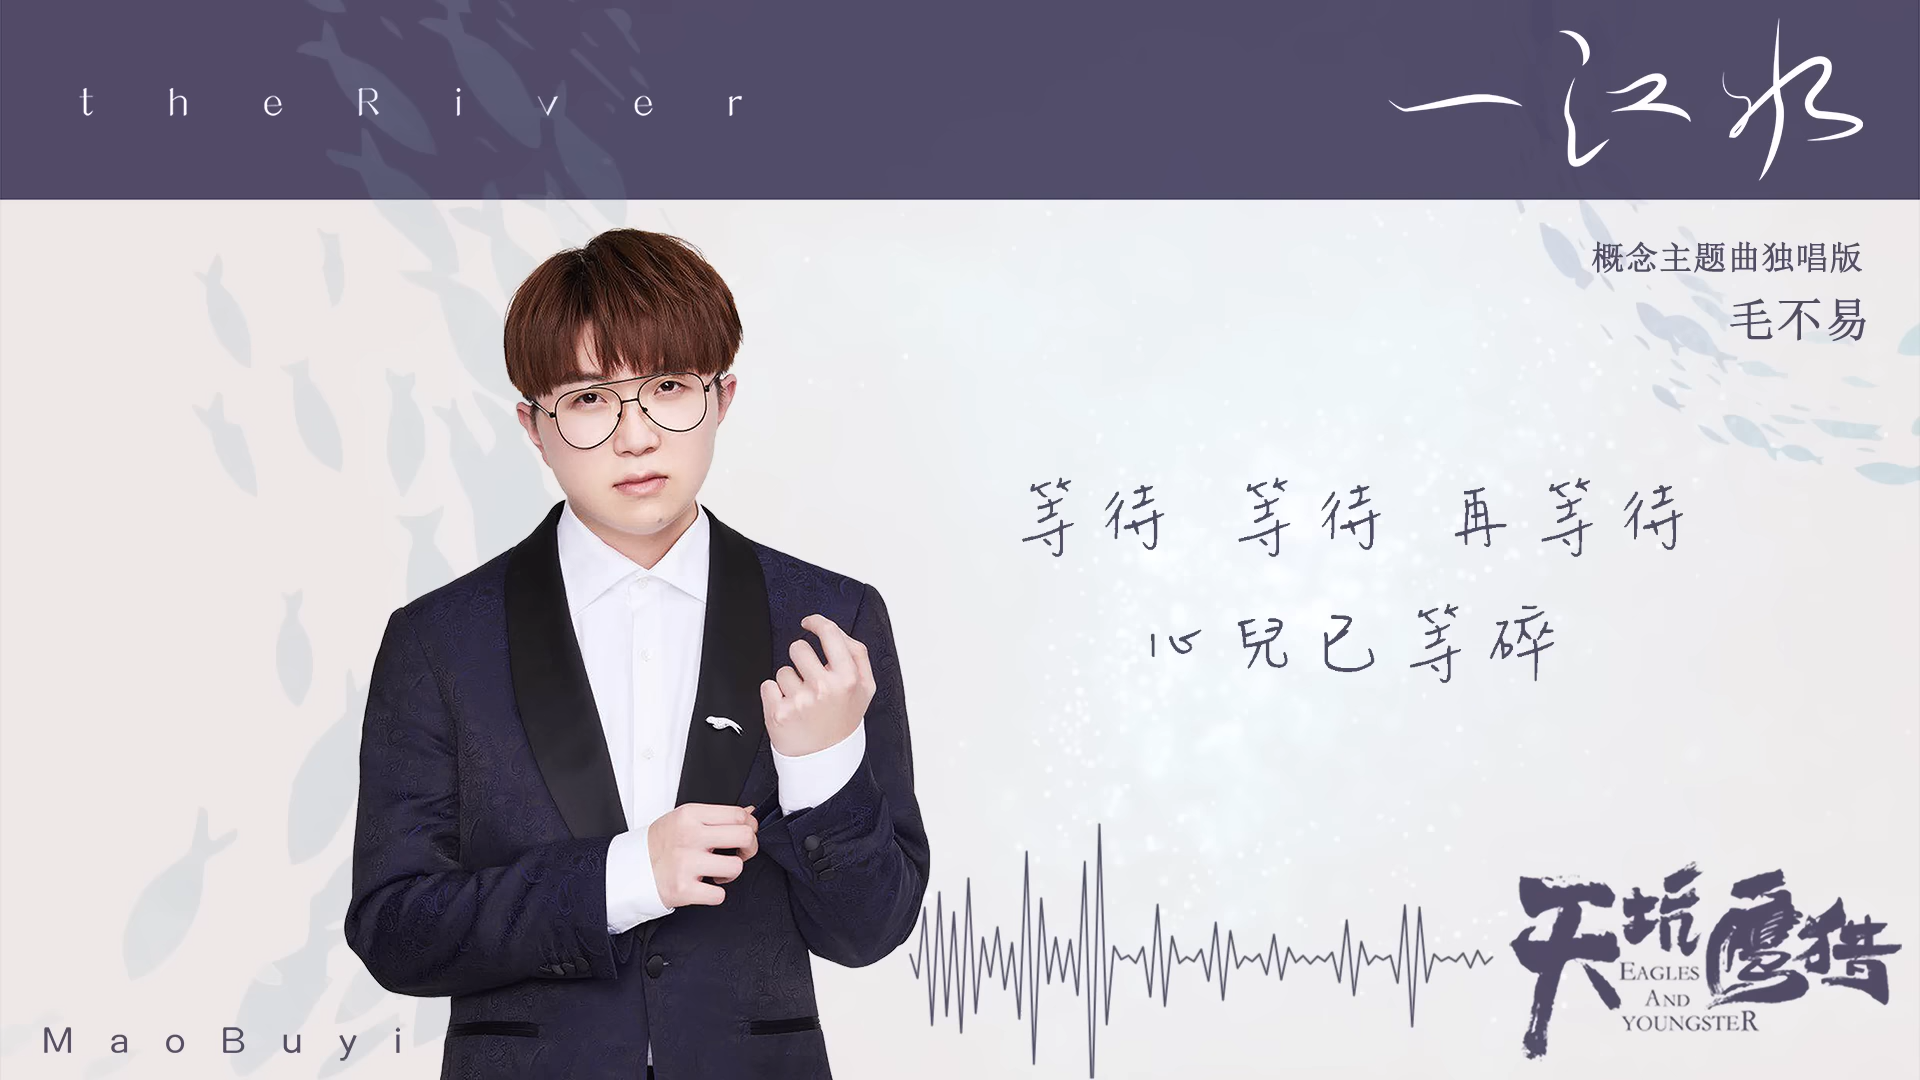 theRiver
一江水
概念主题曲独唱版
毛不易
等待 等待 再等待
心兒已等碎
天坑鹰猎
EAGLES
AND
YOUNGSTER
MaoBuyi